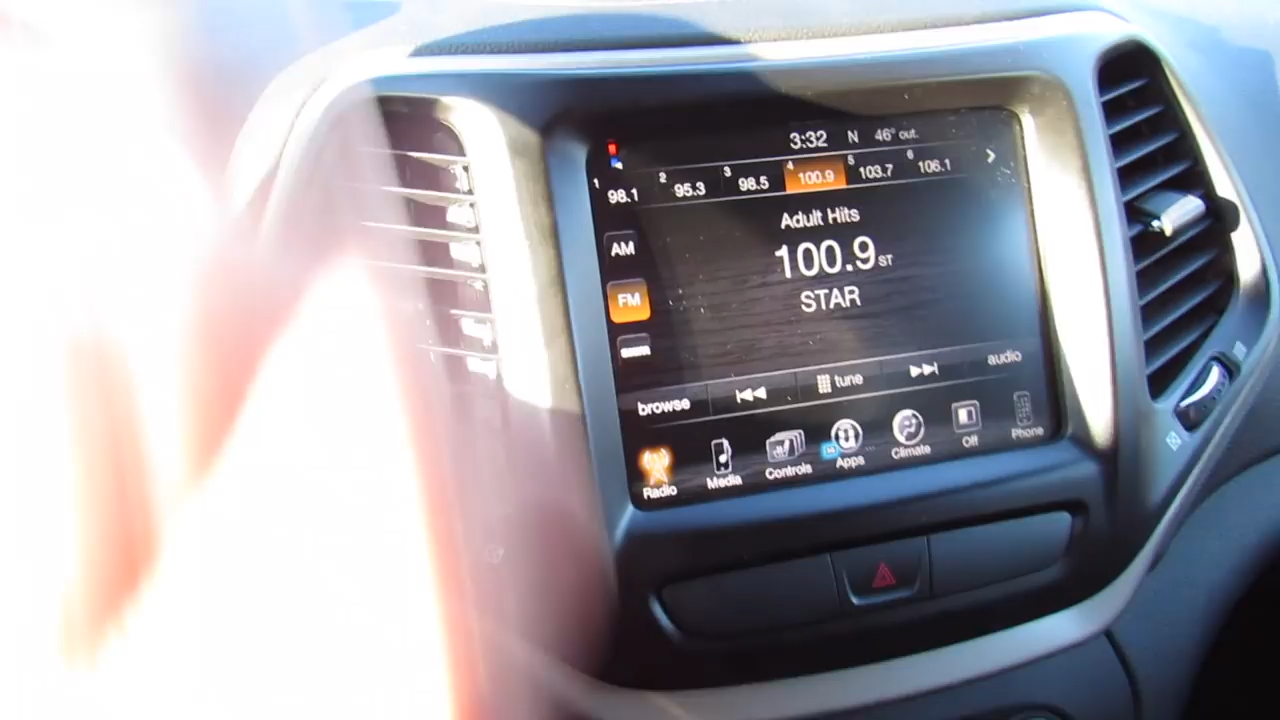 3:32 N 46° out.
1 98.1 2 95.3 3 98.5 4 100.9 5 103.7 6 106.1
Adult Hits
AM
100.9 ST
FM
STAR
browse tune audio
Radio Media Controls Apps Climate Off Phone